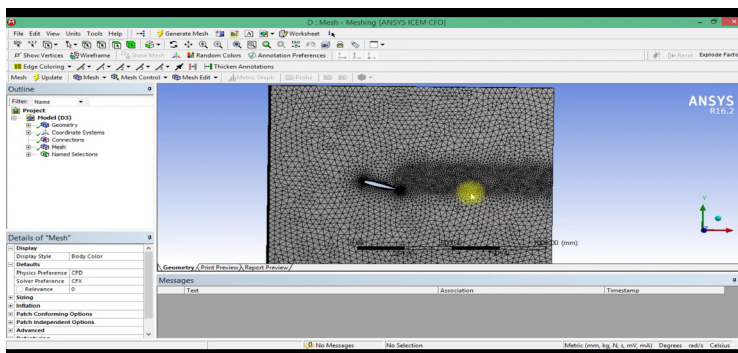 D : Mesh - Meshing [ANSYS ICEM CFD]
File Edit View Units Tools Help Generate Mesh Worksheet
Show Vertices Wireframe Show Mesh Random Colors Annotation Preferences Reset Explode Facto
Edge Coloring Thicken Annotations
Mesh Update Mesh Mesh Control Mesh Edit Metric Graph Probe
Outline
Filter: Name
Project
Model (D3)
Geometry
Coordinate Systems
Connections
Mesh
Named Selections
ANSYS
R16.2
Y
(mm)
Geometry Print Preview Report Preview
Details of "Mesh"
Display
Display Style Body Color
Defaults
Physics Preference CFD
Solver Preference CFX
Relevance 0
Sizing
Inflation
Patch Conforming Options
Patch Independent Options
Advanced
Messages
Text Association Timestamp
No Messages No Selection Metric (mm, kg, N, s, mV, mA) Degrees rad/s Celsius